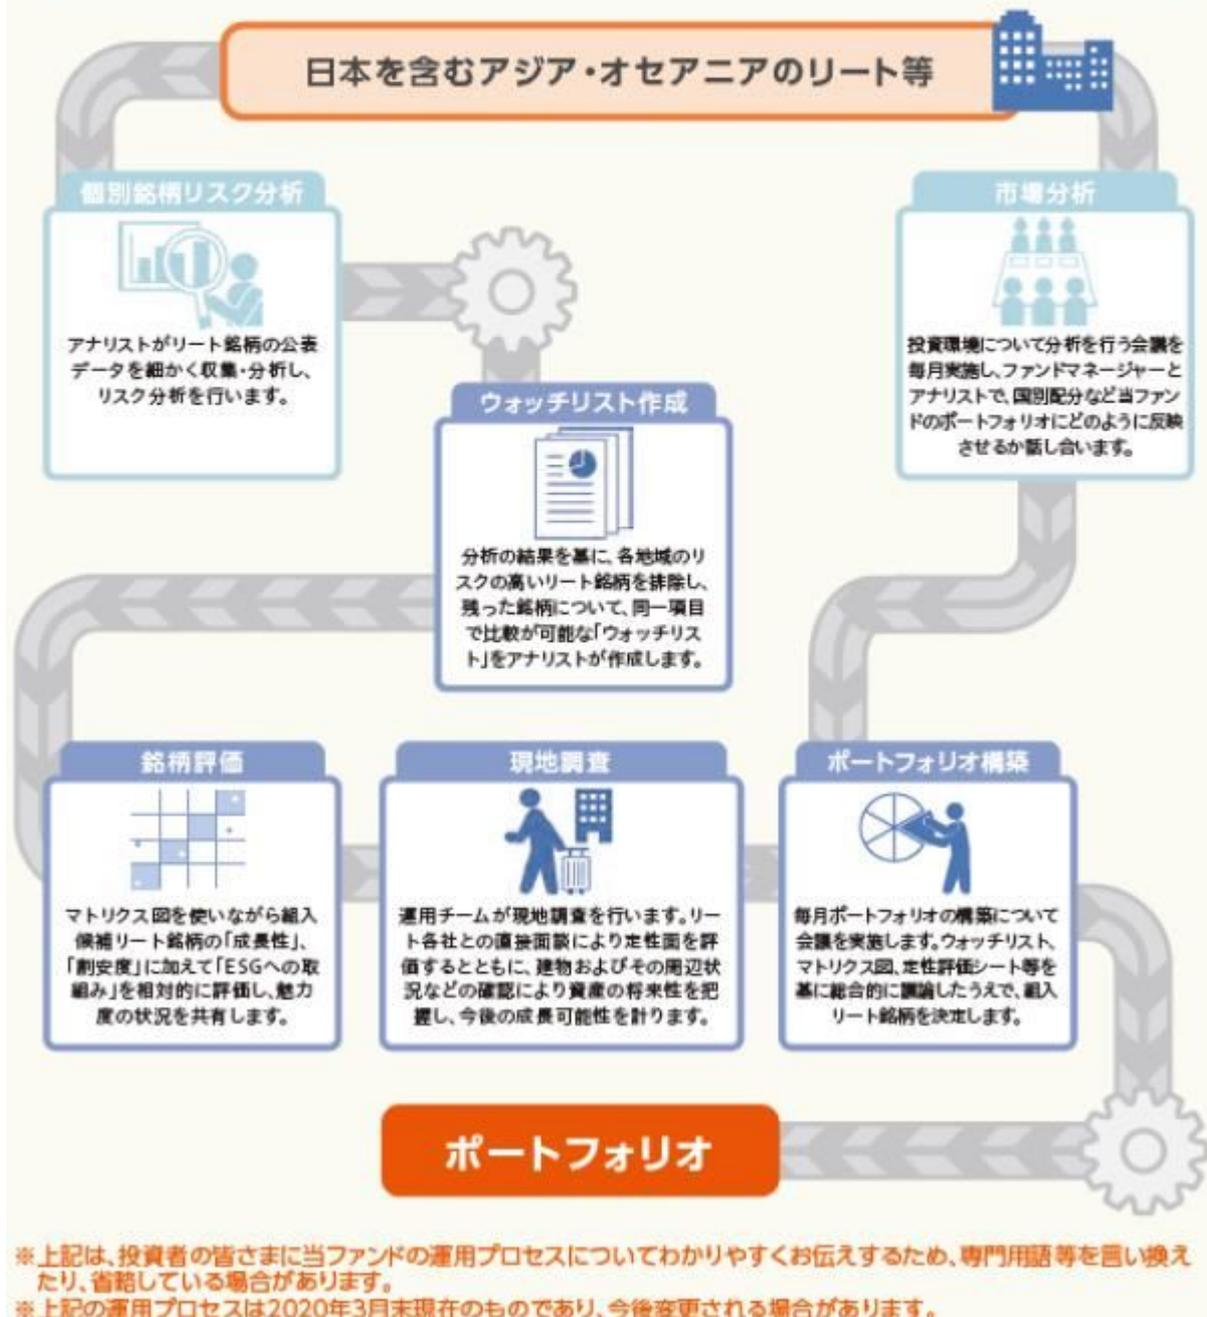 日本を含むアジア・オセアニアのリート等
個別銘柄リスク分析
アナリストがリート銘柄の公表
データを細かく収集・分析し、
リスク分析を行います。
市場分析
投資環境について分析を行う会議を
毎月実施し、ファンドマネージャーと
アナリストで、国別配分など当ファン
ドのポートフォリオにどのように反映
させるか話し合います。
ウォッチリスト作成
分析の結果を基に、各地域のリ
スクの高いリート銘柄を排除し、
残った銘柄について、同一項目
で比較が可能な「ウォッチリス
ト」をアナリストが作成します。
銘柄評価
マトリクス図を使いながら組入
候補リート銘柄の「成長性」、
「割安度」に加えて「ESGへの取
組み」を相対的に評価し、魅力
度の状況を共有します。
現地調査
運用チームが現地調査を行います。リー
ト各社との直接面談により定性面を評
価するとともに、建物およびその周辺状
況などの確認により資産の将来性を把
握し、今後の成長可能性を計ります。
ポートフォリオ構築
毎月ポートフォリオの構築について
会議を実施します。ウォッチリスト、
マトリクス図、定性評価シート等を
基に総合的に議論したうえで、組入
リート銘柄を決定します。
ポートフォリオ
※上記は、投資者の皆さまに当ファンドの運用プロセスについてわかりやすくお伝えするため、専門用語等を言い換え
たり、省略している場合があります。
※上記の運用プロセスは2020年3月末現在のものであり、今後変更される場合があります。